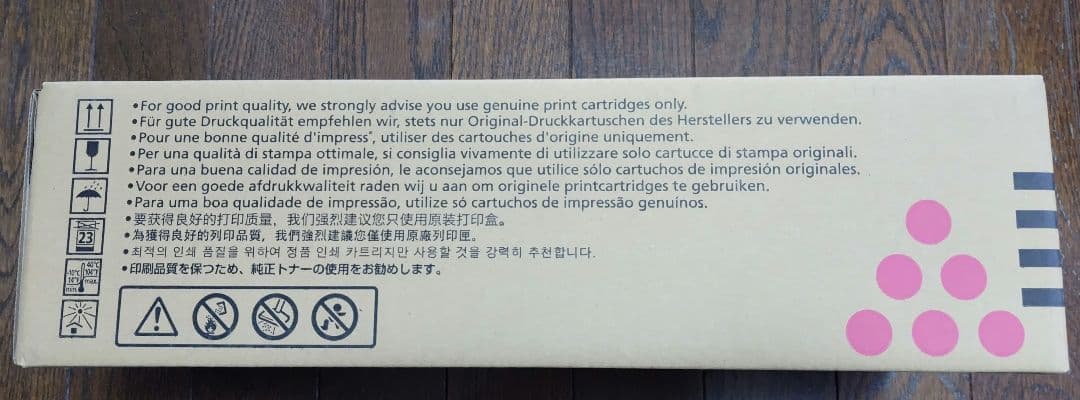 •For good print quality, we strongly advise you use genuine print cartridges only.
•Für gute Druckqualität empfehlen wir, stets nur Original-Druckkartuschen des Herstellers zu verwenden.
•Pour une bonne qualité d'impress°, utiliser des cartouches d'origine uniquement.
•Per una qualità di stampa ottimale, si consiglia vivamente di utilizzare solo cartucce di stampa originali.
•Para una buena calidad de impresión, le aconsejamos que utilice sólo cartuchos de impresión originales.
•Voor een goede afdrukkwaliteit raden wij u aan om originele printcartridges te gebruiken.
•Para uma boa qualidade de impressão, utilize só cartuchos de impressão genuínos.
•要获得良好的打印质量，我们强烈建议您只使用原装打印盒。
•為獲得良好的列印品質，我們強烈建議您僅使用原廠列印匣。
•최적의 인쇄 품질을 위하여 정품 인쇄 카트리지만 사용할 것을 강력히 추천합니다.
•印刷品質を保つため、純正トナーの使用をお勧めします。
23
40℃
-10℃ 104°F
14°F max.
min.